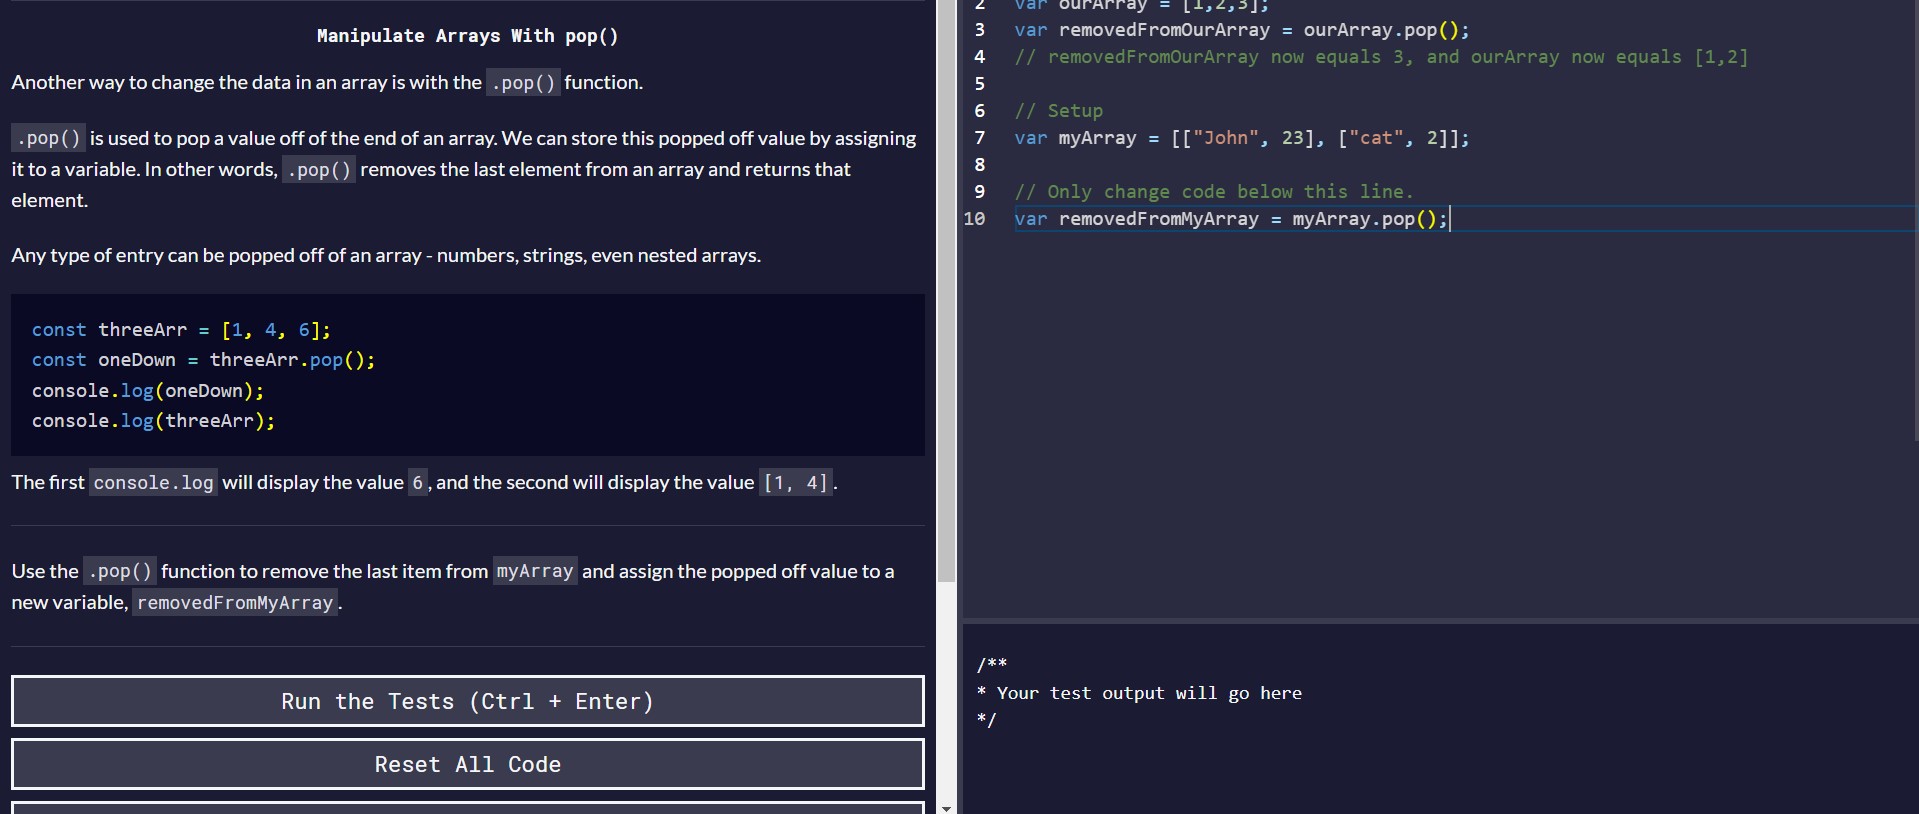 Manipulate Arrays With pop()
Another way to change the data in an array is with the .pop() function.
.pop() is used to pop a value off of the end of an array. We can store this popped off value by assigning
it to a variable. In other words, .pop() removes the last element from an array and returns that
element.
Any type of entry can be popped off of an array - numbers, strings, even nested arrays.
const threeArr = [1, 4, 6];
const oneDown = threeArr.pop();
console.log(oneDown);
console.log(threeArr);
The first console.log will display the value 6, and the second will display the value [1, 4].
Use the .pop() function to remove the last item from myArray and assign the popped off value to a
new variable, removedFromMyArray.
Run the Tests (Ctrl + Enter)
Reset All Code
2 var ourArray = [1,2,3];
3 var removedFromOurArray = ourArray.pop();
4 // removedFromOurArray now equals 3, and ourArray now equals [1,2]
5
6 // Setup
7 var myArray = [["John", 23], ["cat", 2]];
8
9 // Only change code below this line.
10 var removedFromMyArray = myArray.pop();
/**
* Your test output will go here
*/